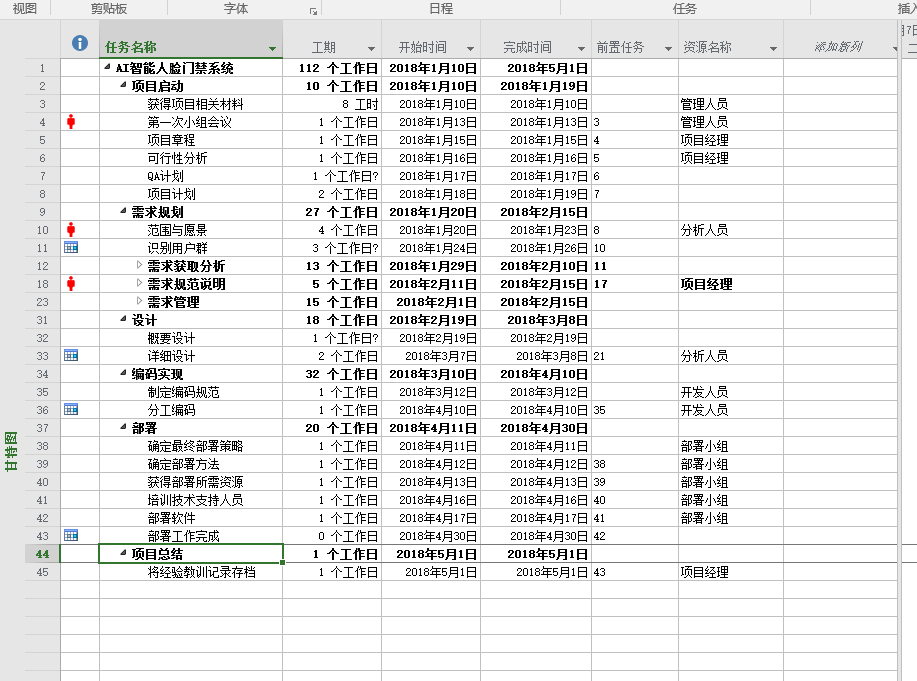 视图 剪贴板 字体 日程 任务 插入
任务名称 工期 开始时间 完成时间 前置任务 资源名称 添加新列
1 AI智能人脸门禁系统 112 个工作日 2018年1月10日 2018年5月1日
2 项目启动 10 个工作日 2018年1月10日 2018年1月19日
3 获得项目相关材料 8 工时 2018年1月10日 2018年1月10日 管理人员
4 第一次小组会议 1 个工作日 2018年1月13日 2018年1月13日 3 管理人员
5 项目章程 1 个工作日 2018年1月15日 2018年1月15日 4 项目经理
6 可行性分析 1 个工作日 2018年1月16日 2018年1月16日 5 项目经理
7 QA计划 1 个工作日? 2018年1月17日 2018年1月17日 6
8 项目计划 2 个工作日 2018年1月18日 2018年1月19日 7
9 需求规划 27 个工作日 2018年1月20日 2018年2月15日
10 范围与愿景 4 个工作日 2018年1月20日 2018年1月23日 8 分析人员
11 识别用户群 3 个工作日? 2018年1月24日 2018年1月26日 10
12 需求获取分析 13 个工作日 2018年1月29日 2018年2月10日 11
18 需求规范说明 5 个工作日 2018年2月11日 2018年2月15日 17 项目经理
23 需求管理 15 个工作日 2018年2月1日 2018年2月15日
31 设计 18 个工作日 2018年2月19日 2018年3月8日
32 概要设计 1 个工作日? 2018年2月19日 2018年2月19日
33 详细设计 2 个工作日 2018年3月7日 2018年3月8日 21 分析人员
34 编码实现 32 个工作日 2018年3月10日 2018年4月10日
35 制定编码规范 1 个工作日 2018年3月12日 2018年3月12日 开发人员
36 分工编码 1 个工作日 2018年4月10日 2018年4月10日 35 开发人员
37 部署 20 个工作日 2018年4月11日 2018年4月30日
38 确定最终部署策略 1 个工作日 2018年4月11日 2018年4月11日 部署小组
39 确定部署方法 1 个工作日 2018年4月12日 2018年4月12日 38 部署小组
40 获得部署所需资源 1 个工作日 2018年4月13日 2018年4月13日 39 部署小组
41 培训技术支持人员 1 个工作日 2018年4月16日 2018年4月16日 40 部署小组
42 部署软件 1 个工作日 2018年4月17日 2018年4月17日 41 部署小组
43 部署工作完成 0 个工作日 2018年4月30日 2018年4月30日 42
44 项目总结 1 个工作日 2018年5月1日 2018年5月1日
45 将经验教训记录存档 1 个工作日 2018年5月1日 2018年5月1日 43 项目经理
甘特图